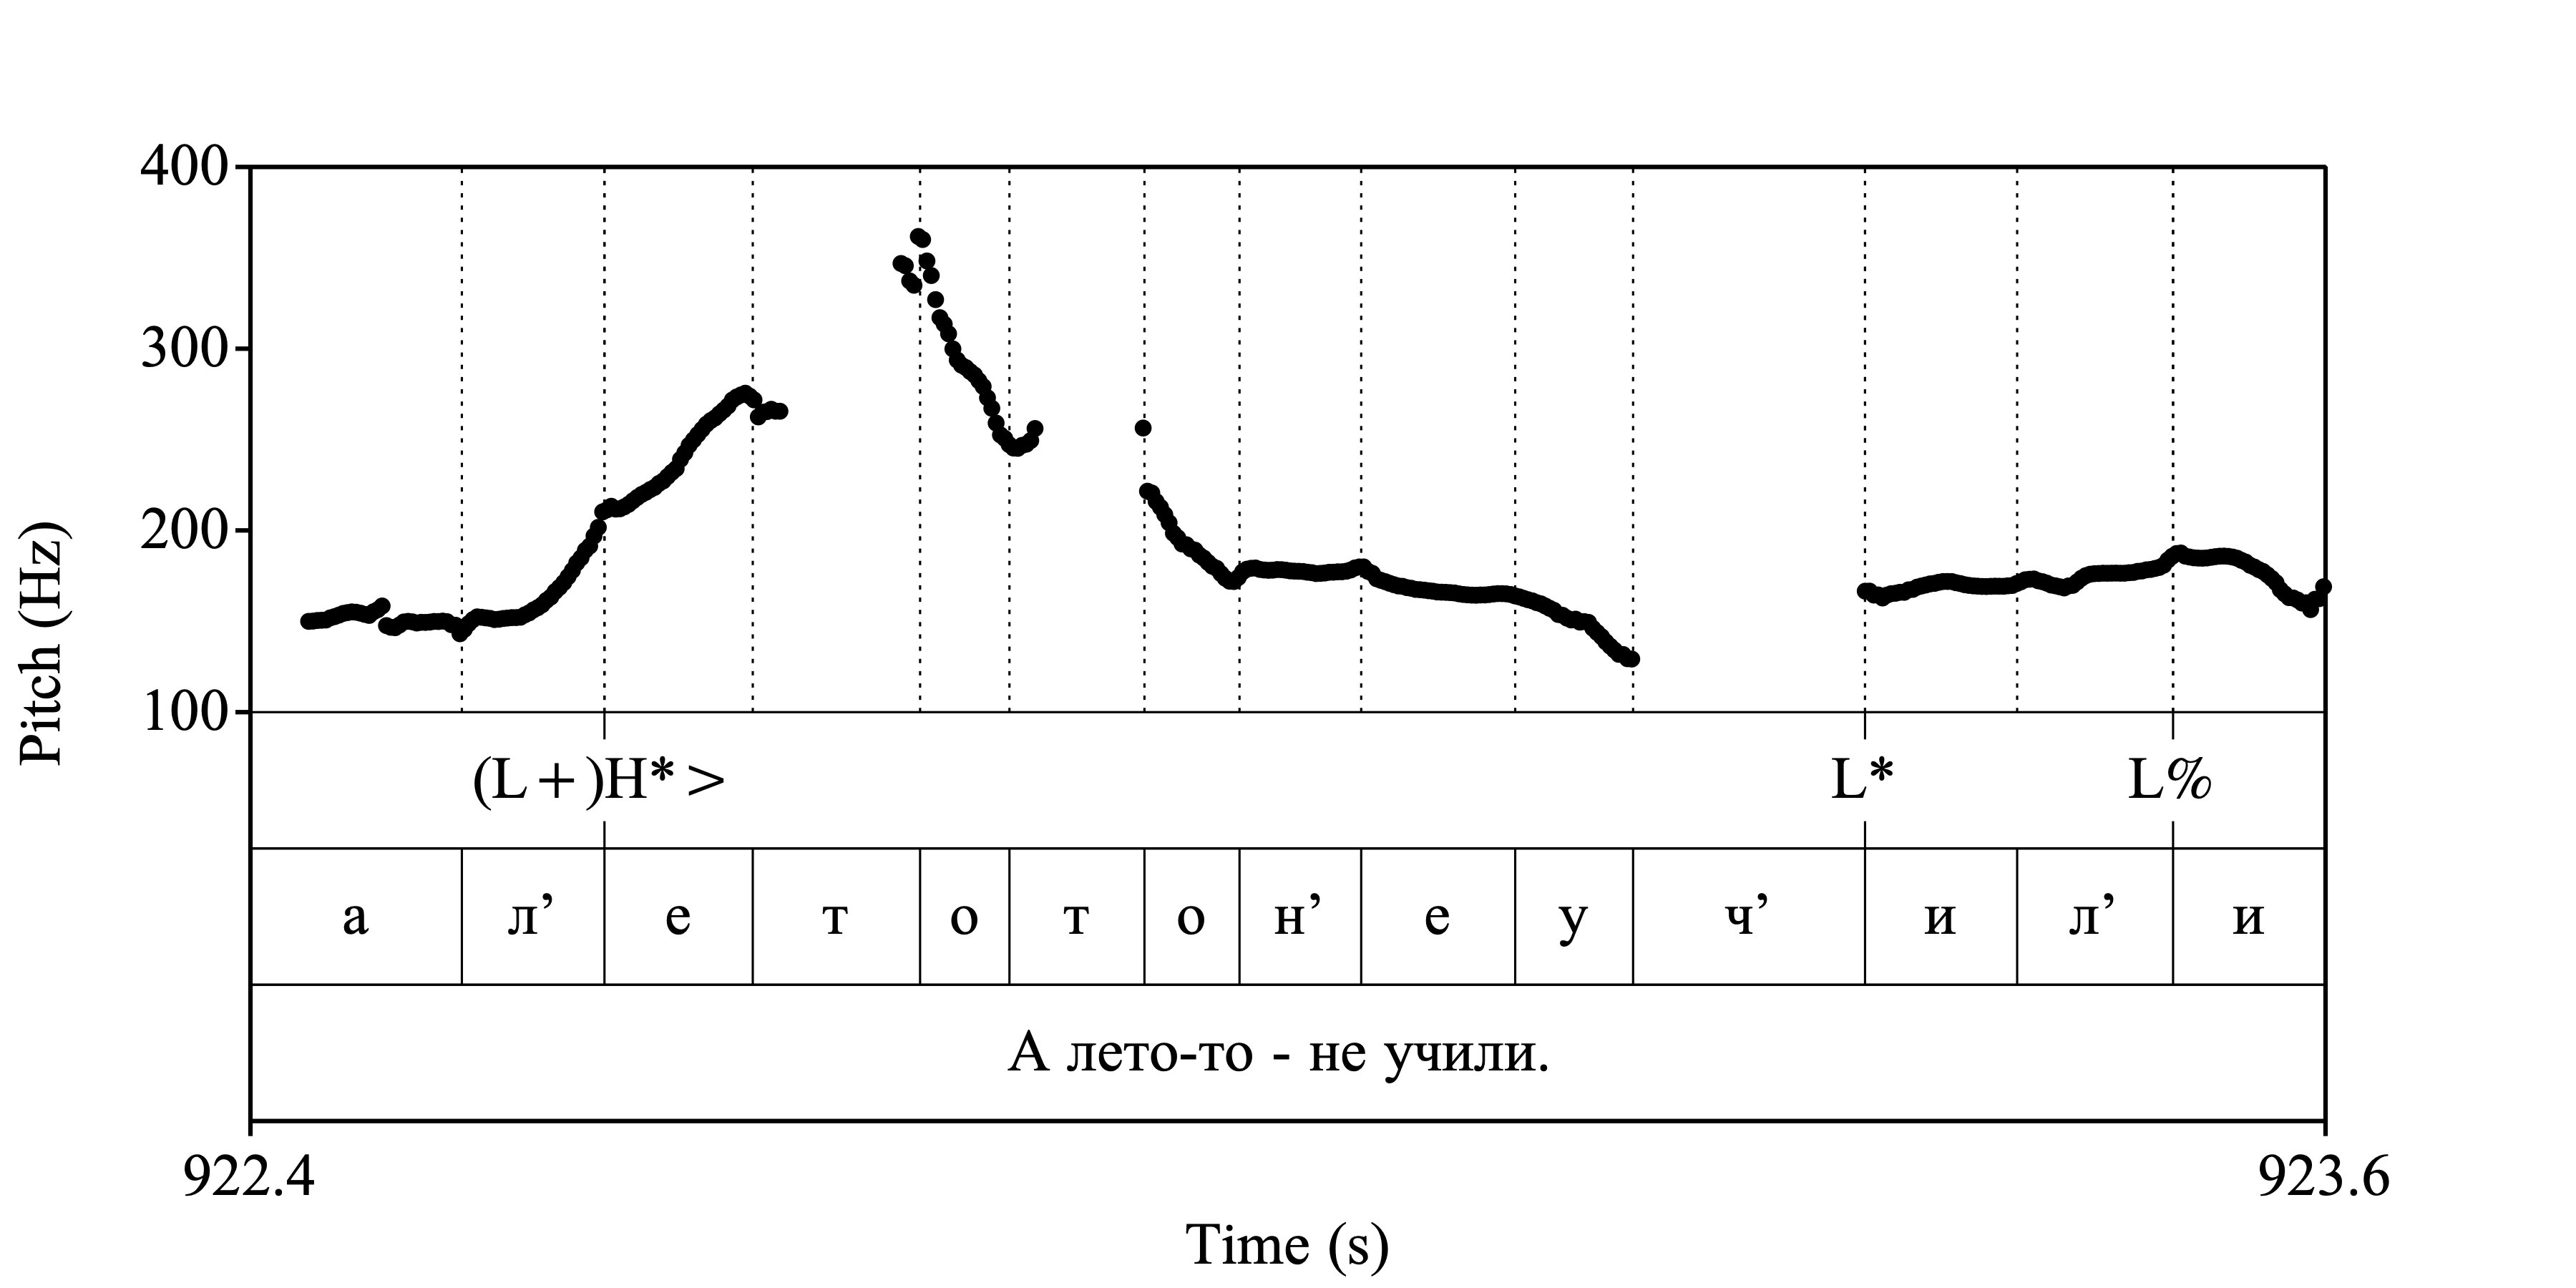 400
300
200
100
Pitch (Hz)
(L+)H*> L* L%
а л’ е т о т о н’ е у ч’ и л’ и
А лето-то - не учили.
922.4 923.6
Time (s)